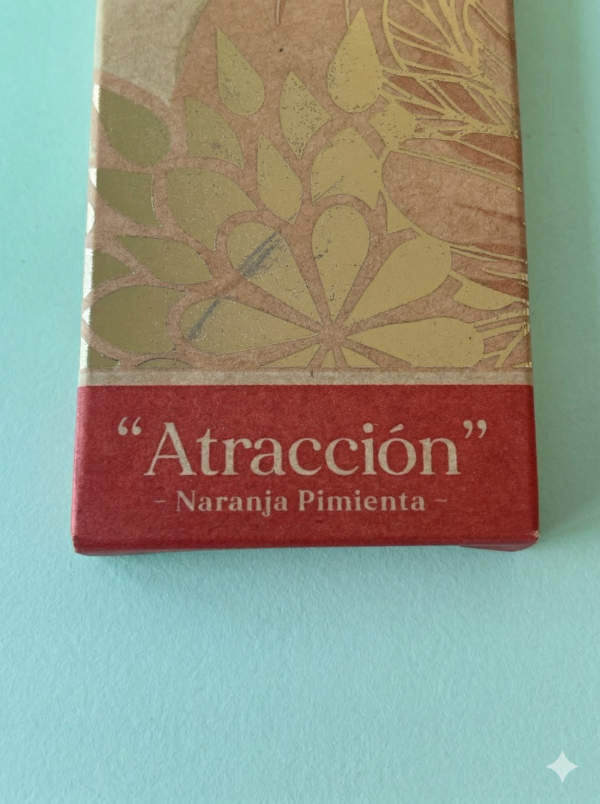 “Atracción”
- Naranja Pimienta -